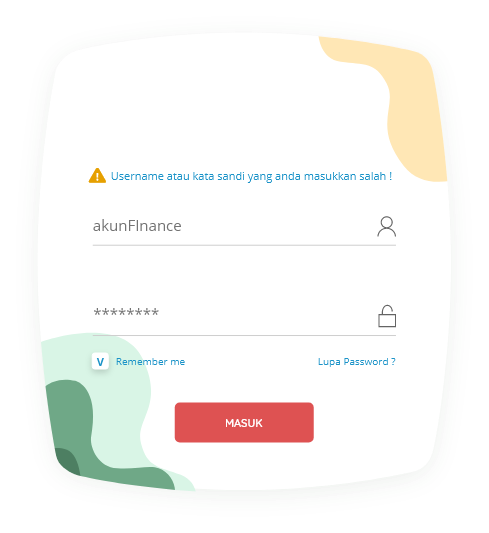 Username atau kata sandi yang anda masukkan salah !
akunFInance
********
V Remember me
Lupa Password ?
MASUK